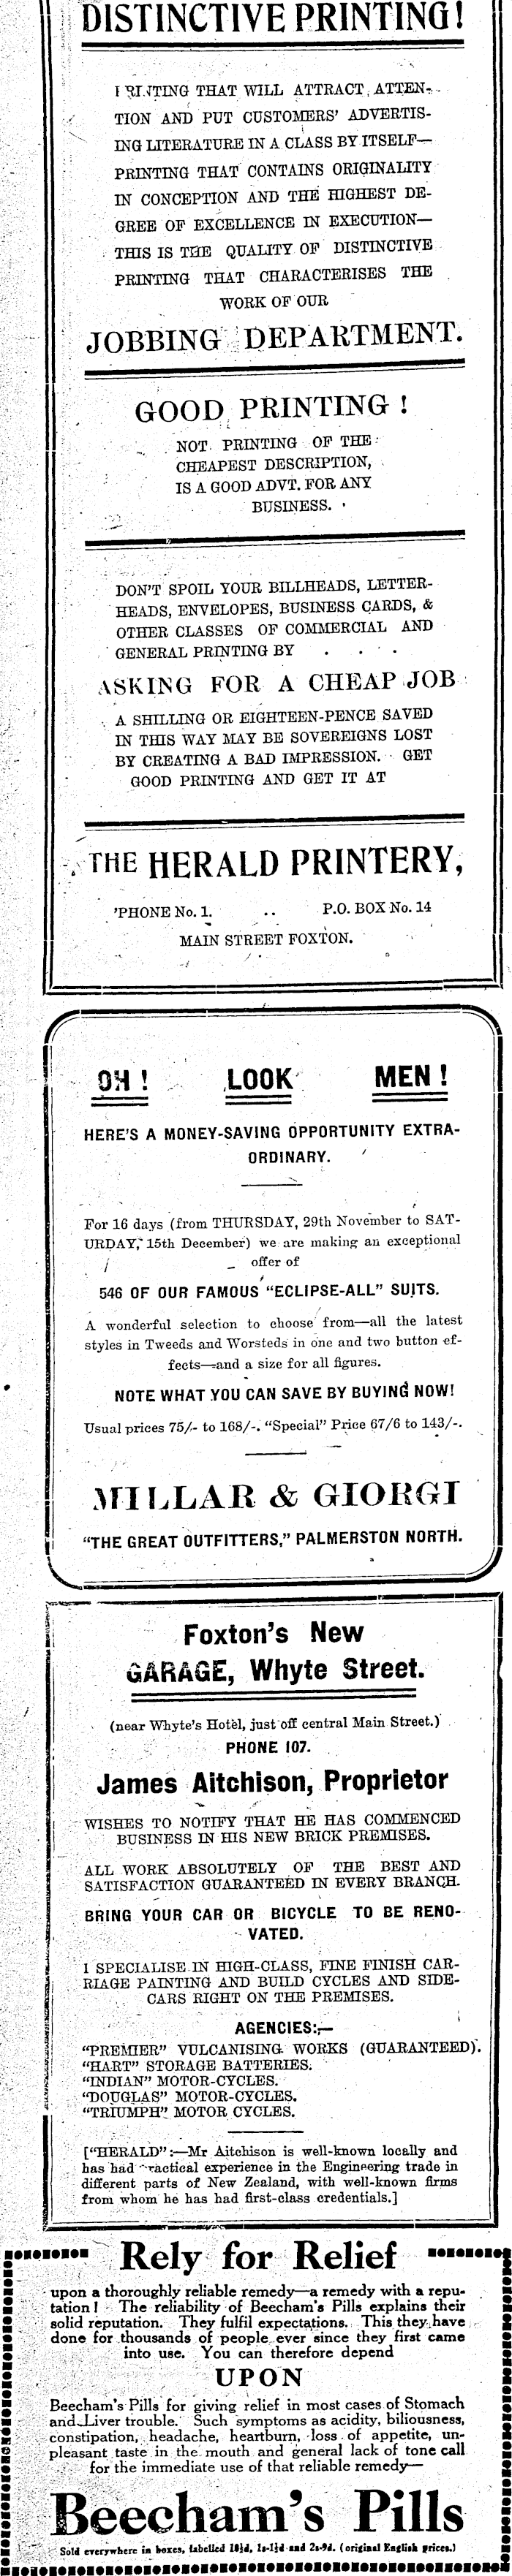 DISTINCTIVE PRINTING!
PRINTING THAT WILL ATTRACT ATTEN-
TION AND PUT CUSTOMERS' ADVERTIS-
ING LITERATURE IN A CLASS BY ITSELF—
PRINTING THAT CONTAINS ORIGINALITY
IN CONCEPTION AND THE HIGHEST DE-
GREE OF EXCELLENCE IN EXECUTION—
THIS IS THE QUALITY OF DISTINCTIVE
PRINTING THAT CHARACTERISES THE
WORK OF OUR
JOBBING DEPARTMENT.
GOOD PRINTING !
NOT PRINTING OF THE
CHEAPEST DESCRIPTION,
IS A GOOD ADVT. FOR ANY
BUSINESS.
DON'T SPOIL YOUR BILLHEADS, LETTER-
HEADS, ENVELOPES, BUSINESS CARDS, &
OTHER CLASSES OF COMMERCIAL AND
GENERAL PRINTING BY . . . .
ASKING FOR A CHEAP JOB
A SHILLING OR EIGHTEEN-PENCE SAVED
IN THIS WAY MAY BE SOVEREIGNS LOST
BY CREATING A BAD IMPRESSION. GET
GOOD PRINTING AND GET IT AT
THE HERALD PRINTERY,
'PHONE No. 1. .. P.O. BOX No. 14
MAIN STREET FOXTON.
OH ! LOOK MEN !
HERE'S A MONEY-SAVING OPPORTUNITY EXTRA-
ORDINARY.
For 16 days (from THURSDAY, 29th November to SAT-
URDAY, 15th December) we are making an exceptional
offer of
546 OF OUR FAMOUS "ECLIPSE-ALL" SUITS.
A wonderful selection to choose from—all the latest
styles in Tweeds and Worsteds in one and two button ef-
fects—and a size for all figures.
NOTE WHAT YOU CAN SAVE BY BUYING NOW!
Usual prices 75/- to 168/-. "Special" Price 67/6 to 143/-.
MILLAR & GIORGI
"THE GREAT OUTFITTERS," PALMERSTON NORTH.
Foxton's New
GARAGE, Whyte Street.
(near Whyte's Hotel, just off central Main Street.)
PHONE 107.
James Aitchison, Proprietor
WISHES TO NOTIFY THAT HE HAS COMMENCED
BUSINESS IN HIS NEW BRICK PREMISES.
ALL WORK ABSOLUTELY OF THE BEST AND
SATISFACTION GUARANTEED IN EVERY BRANCH.
BRING YOUR CAR OR BICYCLE TO BE RENO-
VATED.
I SPECIALISE IN HIGH-CLASS, FINE FINISH CAR-
RIAGE PAINTING AND BUILD CYCLES AND SIDE-
CARS RIGHT ON THE PREMISES.
AGENCIES:—
"PREMIER" VULCANISING WORKS (GUARANTEED).
"HART" STORAGE BATTERIES.
"INDIAN" MOTOR-CYCLES.
"DOUGLAS" MOTOR-CYCLES.
"TRIUMPH" MOTOR CYCLES.
["HERALD":—Mr Aitchison is well-known locally and
has had practical experience in the Engineering trade in
different parts of New Zealand, with well-known firms
from whom he has had first-class credentials.]
Rely for Relief
upon a thoroughly reliable remedy—a remedy with a repu-
tation! The reliability of Beecham's Pills explains their
solid reputation. They fulfil expectations. This they have
done for thousands of people ever since they first came
into use. You can therefore depend
UPON
Beecham's Pills for giving relief in most cases of Stomach
and Liver trouble. Such symptoms as acidity, biliousness,
constipation, headache, heartburn, loss of appetite, un-
pleasant taste in the mouth and general lack of tone call
for the immediate use of that reliable remedy—
Beecham's Pills
Sold everywhere in boxes, labelled 10½d, 1s-1½d and 2s-9d. (original English prices.)